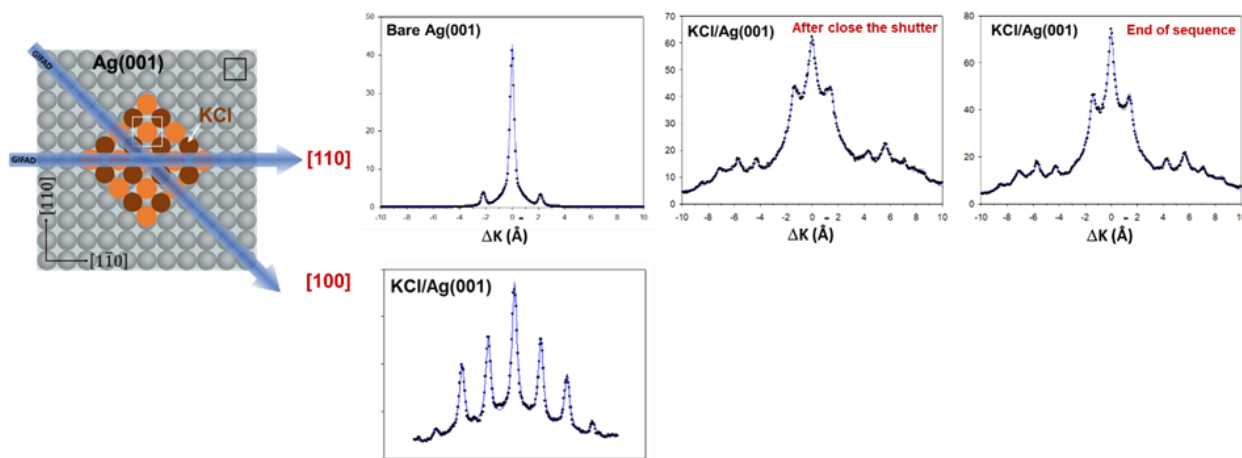 Ag(001)
GIFAD
KCl
GIFAD
[110]
[1̄10]
[11̄0]
[100]
Bare Ag(001)
50
40
30
20
10
0
-10 -8 -6 -4 -2 0 2 4 6 8 10
ΔK (Å)
KCl/Ag(001)
After close the shutter
70
60
50
40
30
20
10
0
-10 -8 -6 -4 -2 0 2 4 6 8 10
ΔK (Å)
KCl/Ag(001)
End of sequence
80
60
40
20
0
-10 -8 -6 -4 -2 0 2 4 6 8 10
ΔK (Å)
KCl/Ag(001)